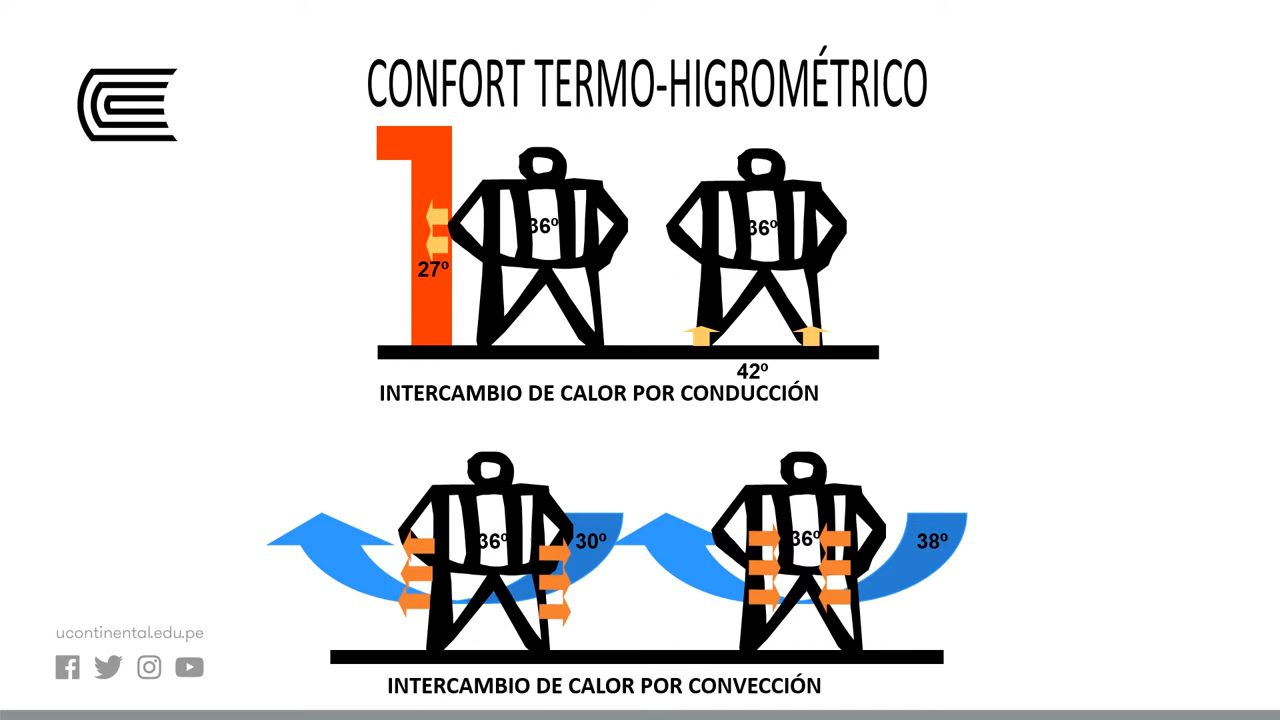 CONFORT TERMO-HIGROMÉTRICO
36º
36º
27º
42º
INTERCAMBIO DE CALOR POR CONDUCCIÓN
36º
30º
36º
38º
ucontinental.edu.pe
INTERCAMBIO DE CALOR POR CONVECCIÓN